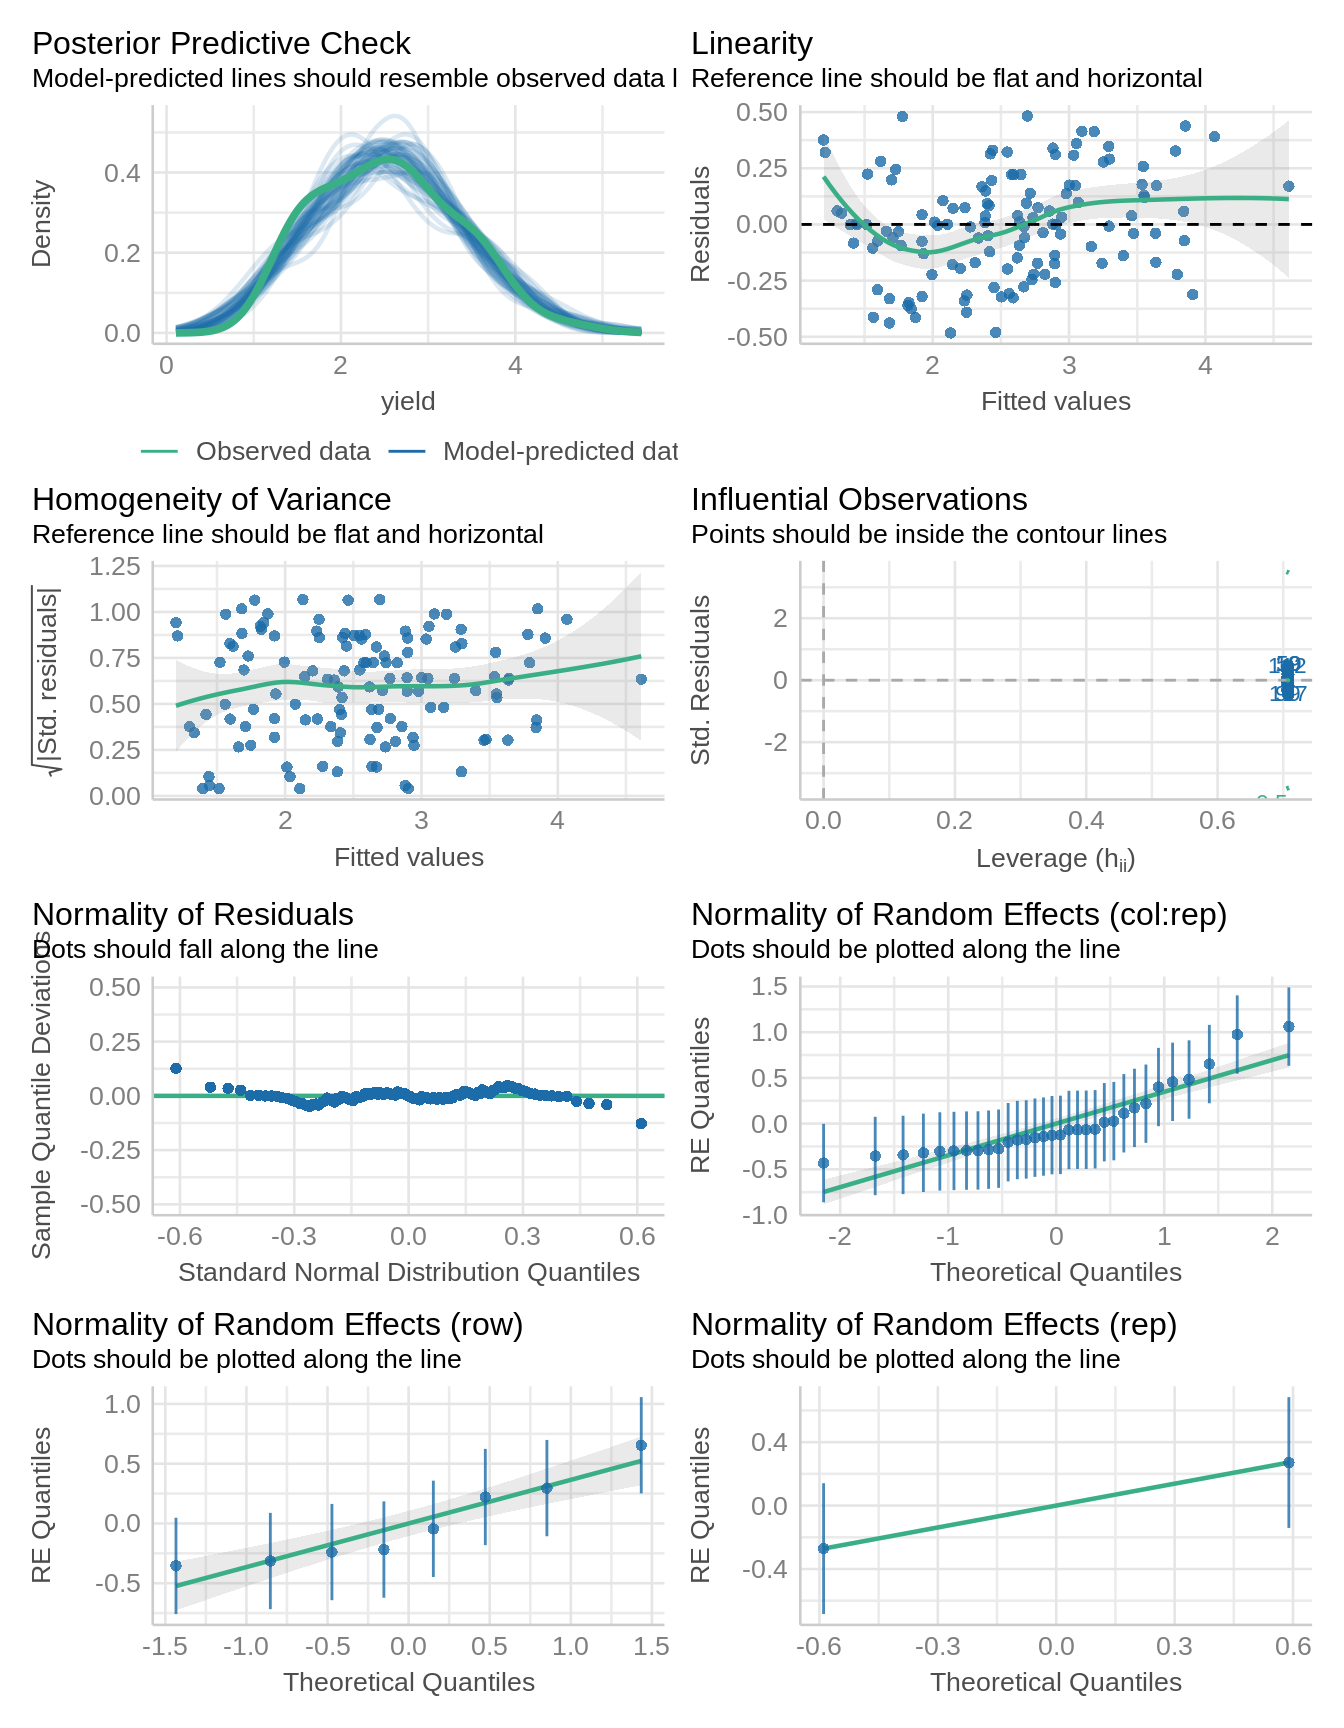 Posterior Predictive Check
Model-predicted lines should resemble observed data l
Density
0.4
0.2
0.0
0 2 4
yield
Observed data Model-predicted dat
Linearity
Reference line should be flat and horizontal
Residuals
0.50
0.25
0.00
-0.25
-0.50
2 3 4
Fitted values
Homogeneity of Variance
Reference line should be flat and horizontal
√|Std. residuals|
1.25
1.00
0.75
0.50
0.25
0.00
2 3 4
Fitted values
Influential Observations
Points should be inside the contour lines
Std. Residuals
2
0
-2
0.0 0.2 0.4 0.6
Leverage (hii)
Normality of Residuals
Dots should fall along the line
Sample Quantile Deviations
0.50
0.25
0.00
-0.25
-0.50
-0.6 -0.3 0.0 0.3 0.6
Standard Normal Distribution Quantiles
Normality of Random Effects (col:rep)
Dots should be plotted along the line
RE Quantiles
1.5
1.0
0.5
0.0
-0.5
-1.0
-2 -1 0 1 2
Theoretical Quantiles
Normality of Random Effects (row)
Dots should be plotted along the line
RE Quantiles
1.0
0.5
0.0
-0.5
-1.5 -1.0 -0.5 0.0 0.5 1.0 1.5
Theoretical Quantiles
Normality of Random Effects (rep)
Dots should be plotted along the line
RE Quantiles
0.4
0.0
-0.4
-0.6 -0.3 0.0 0.3 0.6
Theoretical Quantiles